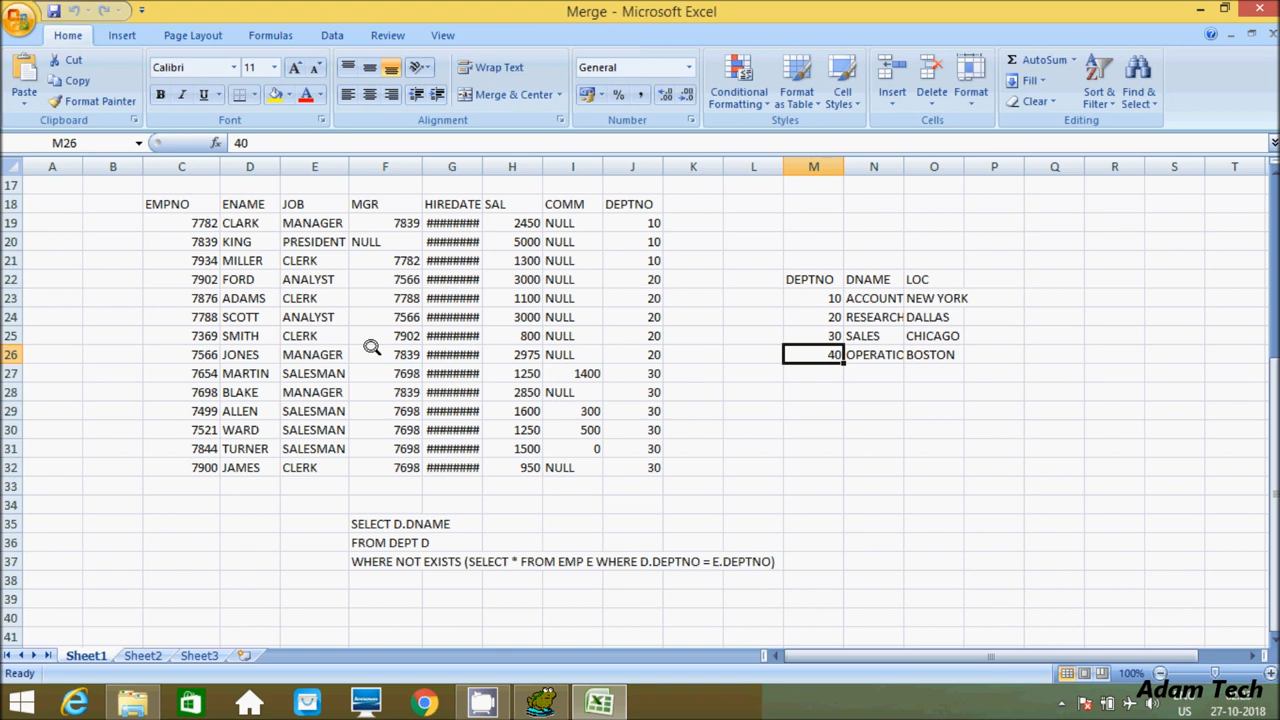 Merge - Microsoft Excel
Home Insert Page Layout Formulas Data Review View
Paste
Cut
Copy
Format Painter
Clipboard
Calibri 11
B I U
Font
Wrap Text
Merge & Center
Alignment
General
% ,
Number
Conditional Formatting
Format as Table
Cell Styles
Styles
Insert Delete Format
Cells
AutoSum
Fill
Clear
Sort & Filter
Find & Select
Editing
M26 fx 40
A B C D E F G H I J K L M N O P Q R S T
17
18 EMPNO ENAME JOB MGR HIREDATE SAL COMM DEPTNO
19 7782 CLARK MANAGER 7839 ######## 2450 NULL 10
20 7839 KING PRESIDENT NULL ######## 5000 NULL 10
21 7934 MILLER CLERK 7782 ######## 1300 NULL 10
22 7902 FORD ANALYST 7566 ######## 3000 NULL 20 DEPTNO DNAME LOC
23 7876 ADAMS CLERK 7788 ######## 1100 NULL 20 10 ACCOUNT NEW YORK
24 7788 SCOTT ANALYST 7566 ######## 3000 NULL 20 20 RESEARCH DALLAS
25 7369 SMITH CLERK 7902 ######## 800 NULL 20 30 SALES CHICAGO
26 7566 JONES MANAGER 7839 ######## 2975 NULL 20 40 OPERATIO BOSTON
27 7654 MARTIN SALESMAN 7698 ######## 1250 1400 30
28 7698 BLAKE MANAGER 7839 ######## 2850 NULL 30
29 7499 ALLEN SALESMAN 7698 ######## 1600 300 30
30 7521 WARD SALESMAN 7698 ######## 1250 500 30
31 7844 TURNER SALESMAN 7698 ######## 1500 0 30
32 7900 JAMES CLERK 7698 ######## 950 NULL 30
33
34
35 SELECT D.DNAME
36 FROM DEPT D
37 WHERE NOT EXISTS (SELECT * FROM EMP E WHERE D.DEPTNO = E.DEPTNO)
38
39
40
41
Sheet1 Sheet2 Sheet3
Ready 100%
Adam Tech
US 27-10-2018